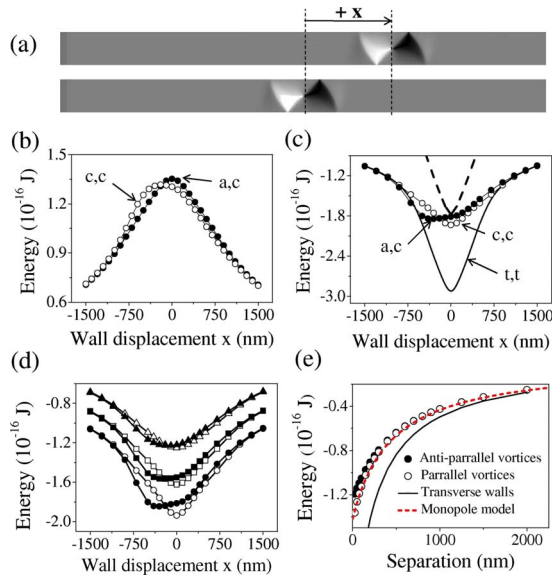 (a)
+ x
(b)
1.5
1.2
0.9
0.6
Energy (10⁻¹⁶ J)
c,c
a,c
-1500 -750 0 750 1500
Wall displacement x (nm)
(c)
-1.2
-1.8
-2.4
-3.0
Energy (10⁻¹⁶ J)
a,c
c,c
t,t
-1500 -750 0 750 1500
Wall displacement x (nm)
(d)
-0.4
-0.8
-1.2
-1.6
-2.0
Energy (10⁻¹⁶ J)
-1500 -750 0 750 1500
Wall displacement x (nm)
(e)
-0.4
-0.8
-1.2
Energy (10⁻¹⁶ J)
Anti-parallel vortices
Parrallel vortices
Transverse walls
Monopole model
0 500 1000 1500 2000
Separation (nm)